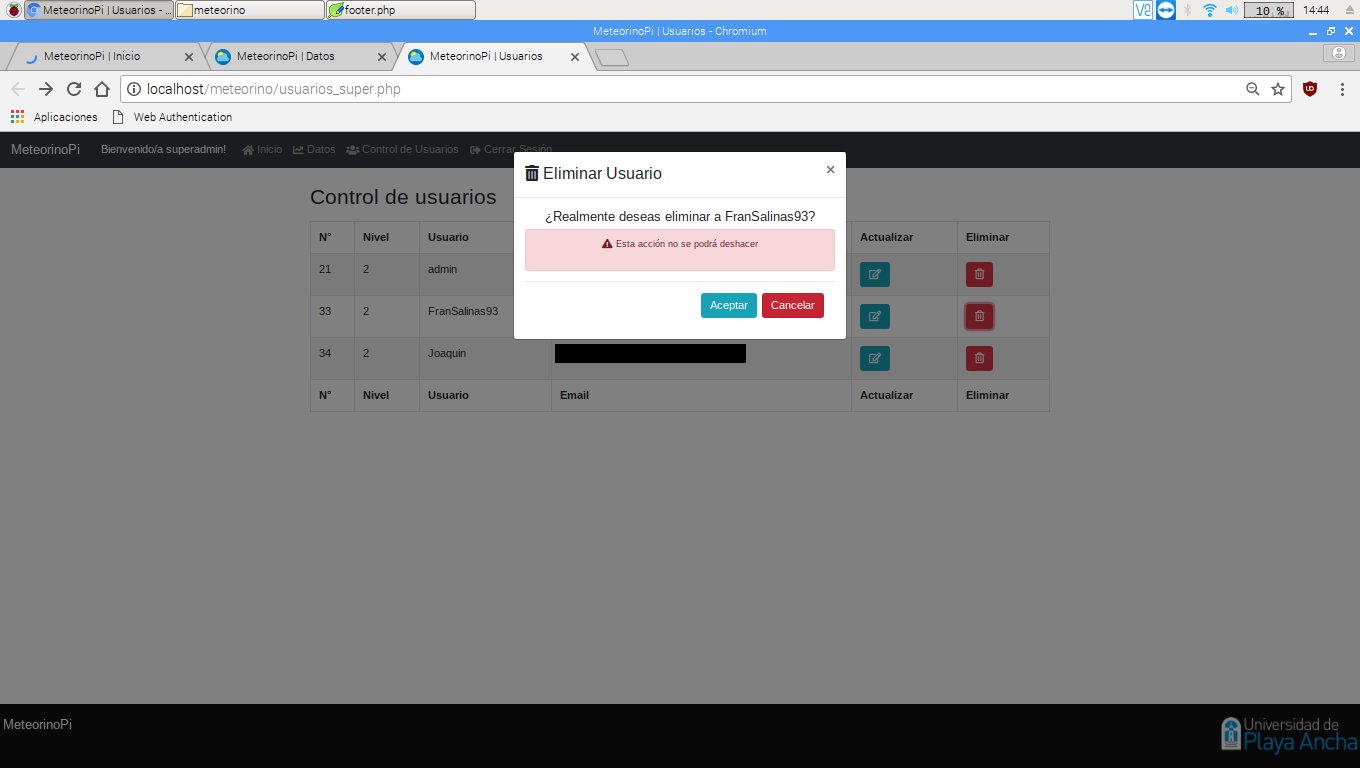 MeteorinoPi | Usuarios - ...
meteorino
footer.php
10 %
14:44
MeteorinoPi | Usuarios - Chromium
MeteorinoPi | Inicio
MeteorinoPi | Datos
MeteorinoPi | Usuarios
localhost/meteorino/usuarios_super.php
Aplicaciones
Web Authentication
MeteorinoPi Bienvenido/a superadmin! Inicio Datos Control de Usuarios Cerrar Sesión
Eliminar Usuario ×
¿Realmente deseas eliminar a FranSalinas93?
Esta acción no se podrá deshacer
Aceptar Cancelar
Control de usuarios
N° Nivel Usuario Actualizar Eliminar
21 2 admin
33 2 FranSalinas93
34 2 Joaquin
N° Nivel Usuario Email Actualizar Eliminar
MeteorinoPi
Universidad de
Playa Ancha